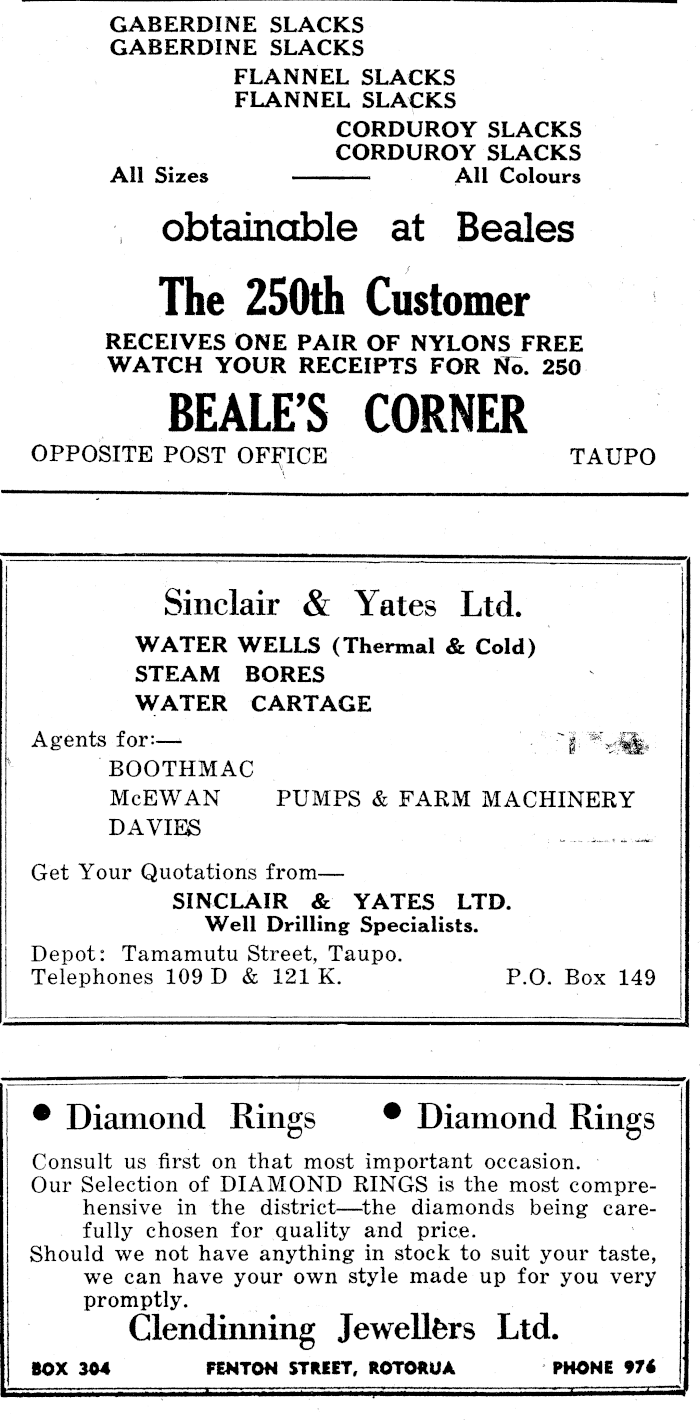 GABERDINE SLACKS
GABERDINE SLACKS
FLANNEL SLACKS
FLANNEL SLACKS
CORDUROY SLACKS
CORDUROY SLACKS
All Sizes —— All Colours
obtainable at Beales
The 250th Customer
RECEIVES ONE PAIR OF NYLONS FREE
WATCH YOUR RECEIPTS FOR No. 250
BEALE'S CORNER
OPPOSITE POST OFFICE TAUPO
Sinclair & Yates Ltd.
WATER WELLS (Thermal & Cold)
STEAM BORES
WATER CARTAGE
Agents for:—
BOOTHMAC
McEWAN PUMPS & FARM MACHINERY
DAVIES
Get Your Quotations from—
SINCLAIR & YATES LTD.
Well Drilling Specialists.
Depot: Tamamutu Street, Taupo.
Telephones 109 D & 121 K. P.O. Box 149
• Diamond Rings • Diamond Rings
Consult us first on that most important occasion.
Our Selection of DIAMOND RINGS is the most compre-
hensive in the district—the diamonds being care-
fully chosen for quality and price.
Should we not have anything in stock to suit your taste,
we can have your own style made up for you very
promptly.
Clendinning Jewellers Ltd.
BOX 304 FENTON STREET, ROTORUA PHONE 976